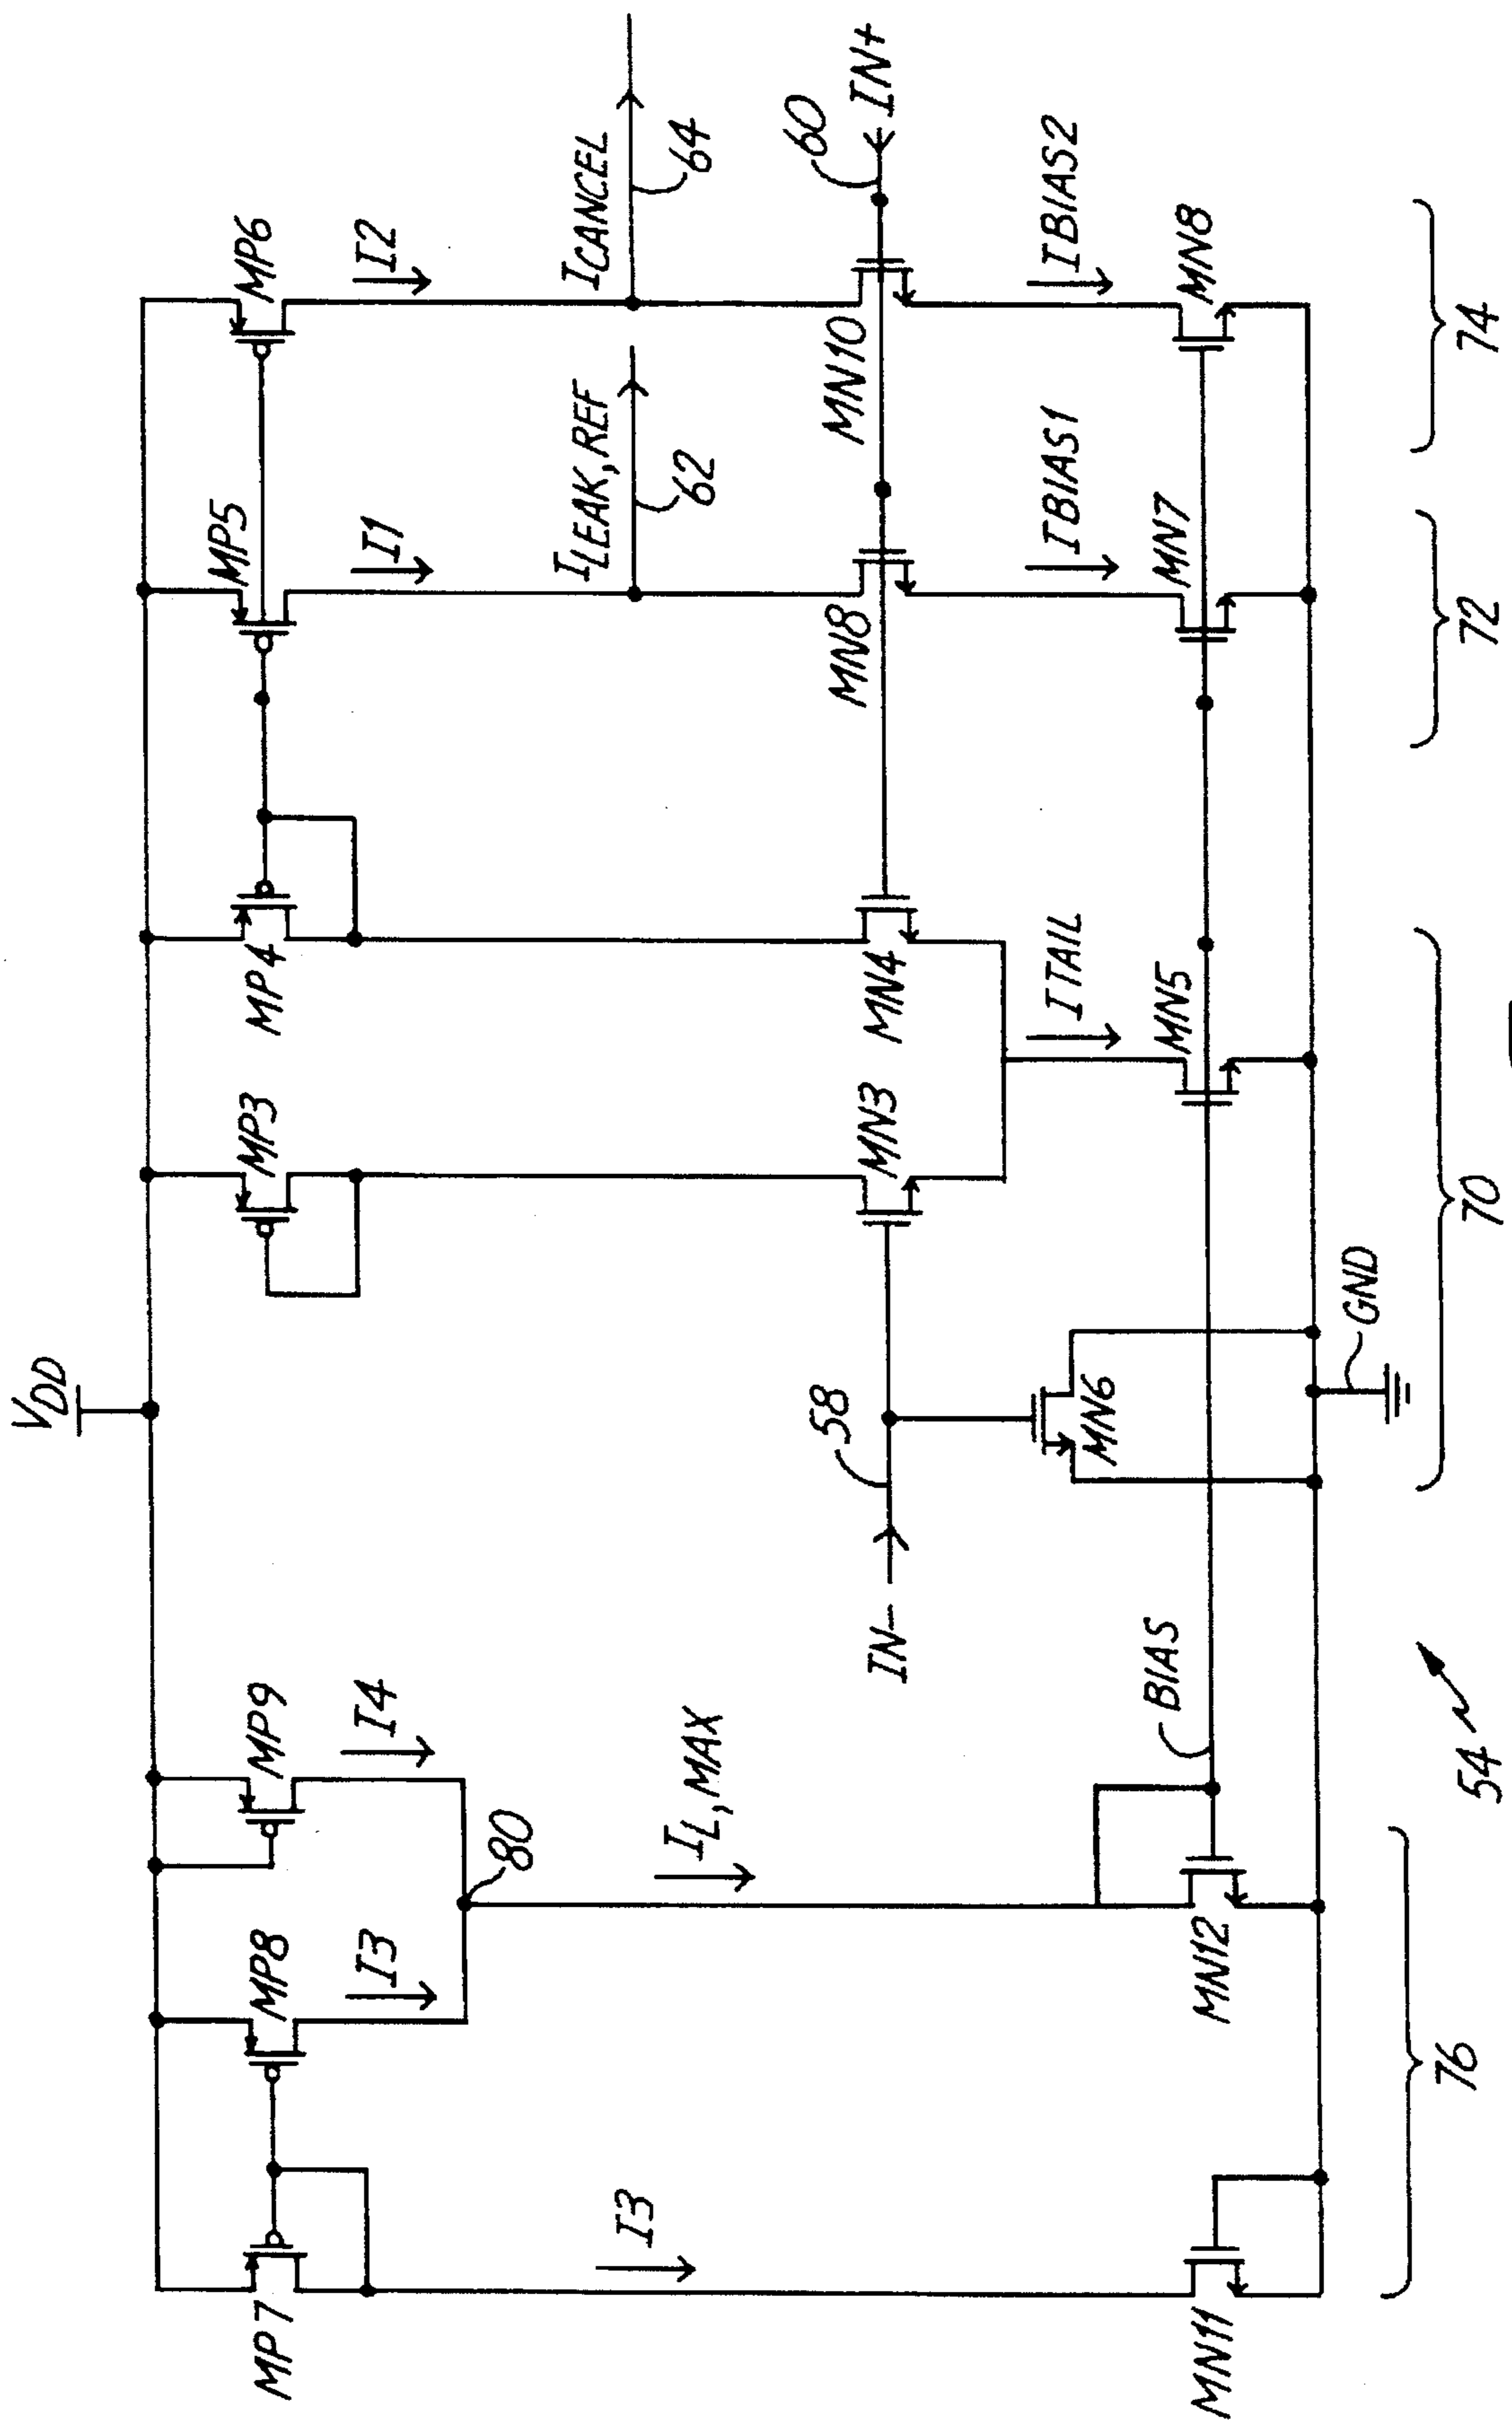 VDD
MP7
MP8
MP9
MP3
MP4
MP5
MP6
I3
I3
I4
I1
I2
80
IL,MAX
ILEAK,REF
62
ICANCEL
64
IN-
58
MN3
MN4
MN8
MN10
60
IN+
BIAS
MN6
ITAIL
IBIAS1
IBIAS2
MN11
MN12
MN5
MN7
MN8
GND
76
54
70
72
74